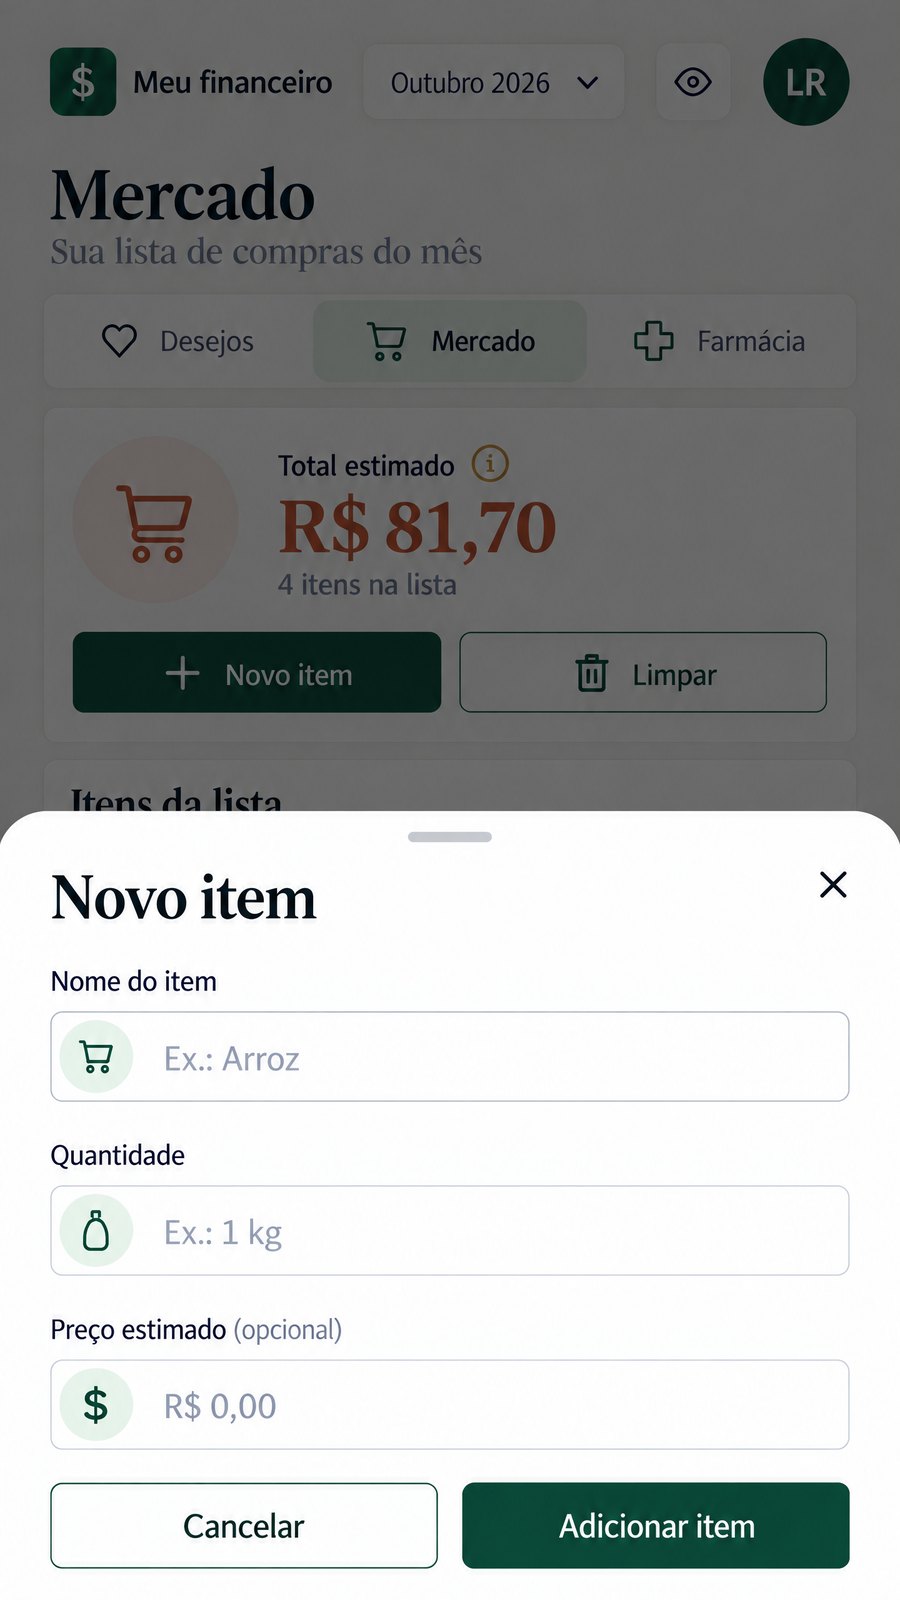 $ Meu financeiro
Outubro 2026
LR
Mercado
Sua lista de compras do mês
Desejos
Mercado
Farmácia
Total estimado i
R$ 81,70
4 itens na lista
+ Novo item
Limpar
Itens da lista
Novo item
Nome do item
Ex.: Arroz
Quantidade
Ex.: 1 kg
Preço estimado (opcional)
$ R$ 0,00
Cancelar
Adicionar item